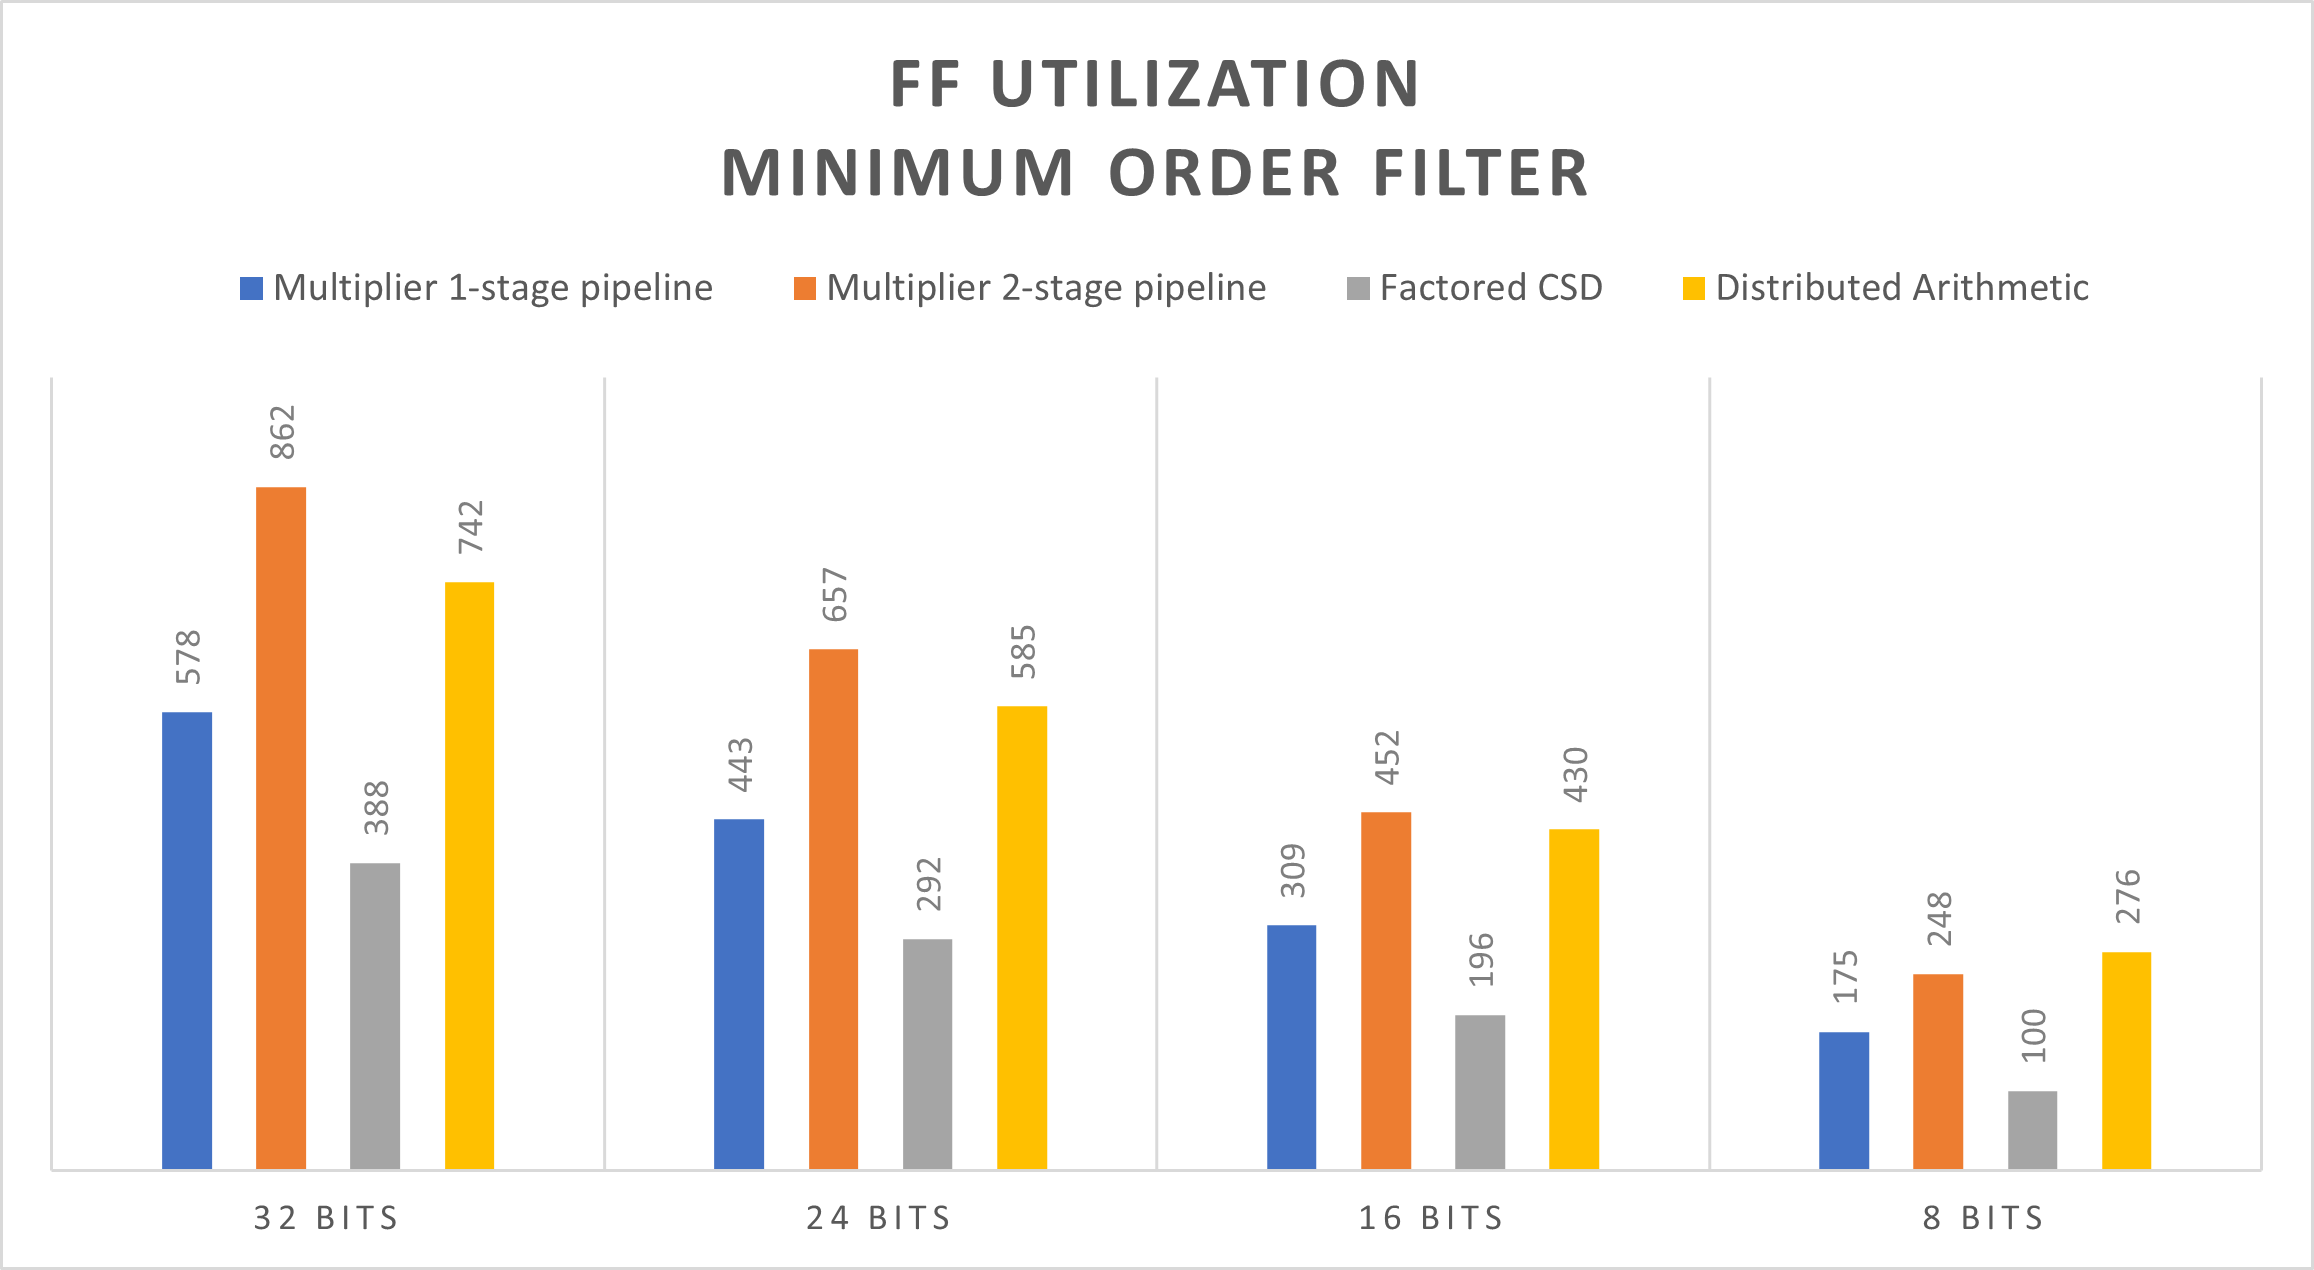 FF UTILIZATION
MINIMUM ORDER FILTER
Multiplier 1-stage pipeline
Multiplier 2-stage pipeline
Factored CSD
Distributed Arithmetic
578
862
388
742
443
657
292
585
309
452
196
430
175
248
100
276
32 BITS
24 BITS
16 BITS
8 BITS